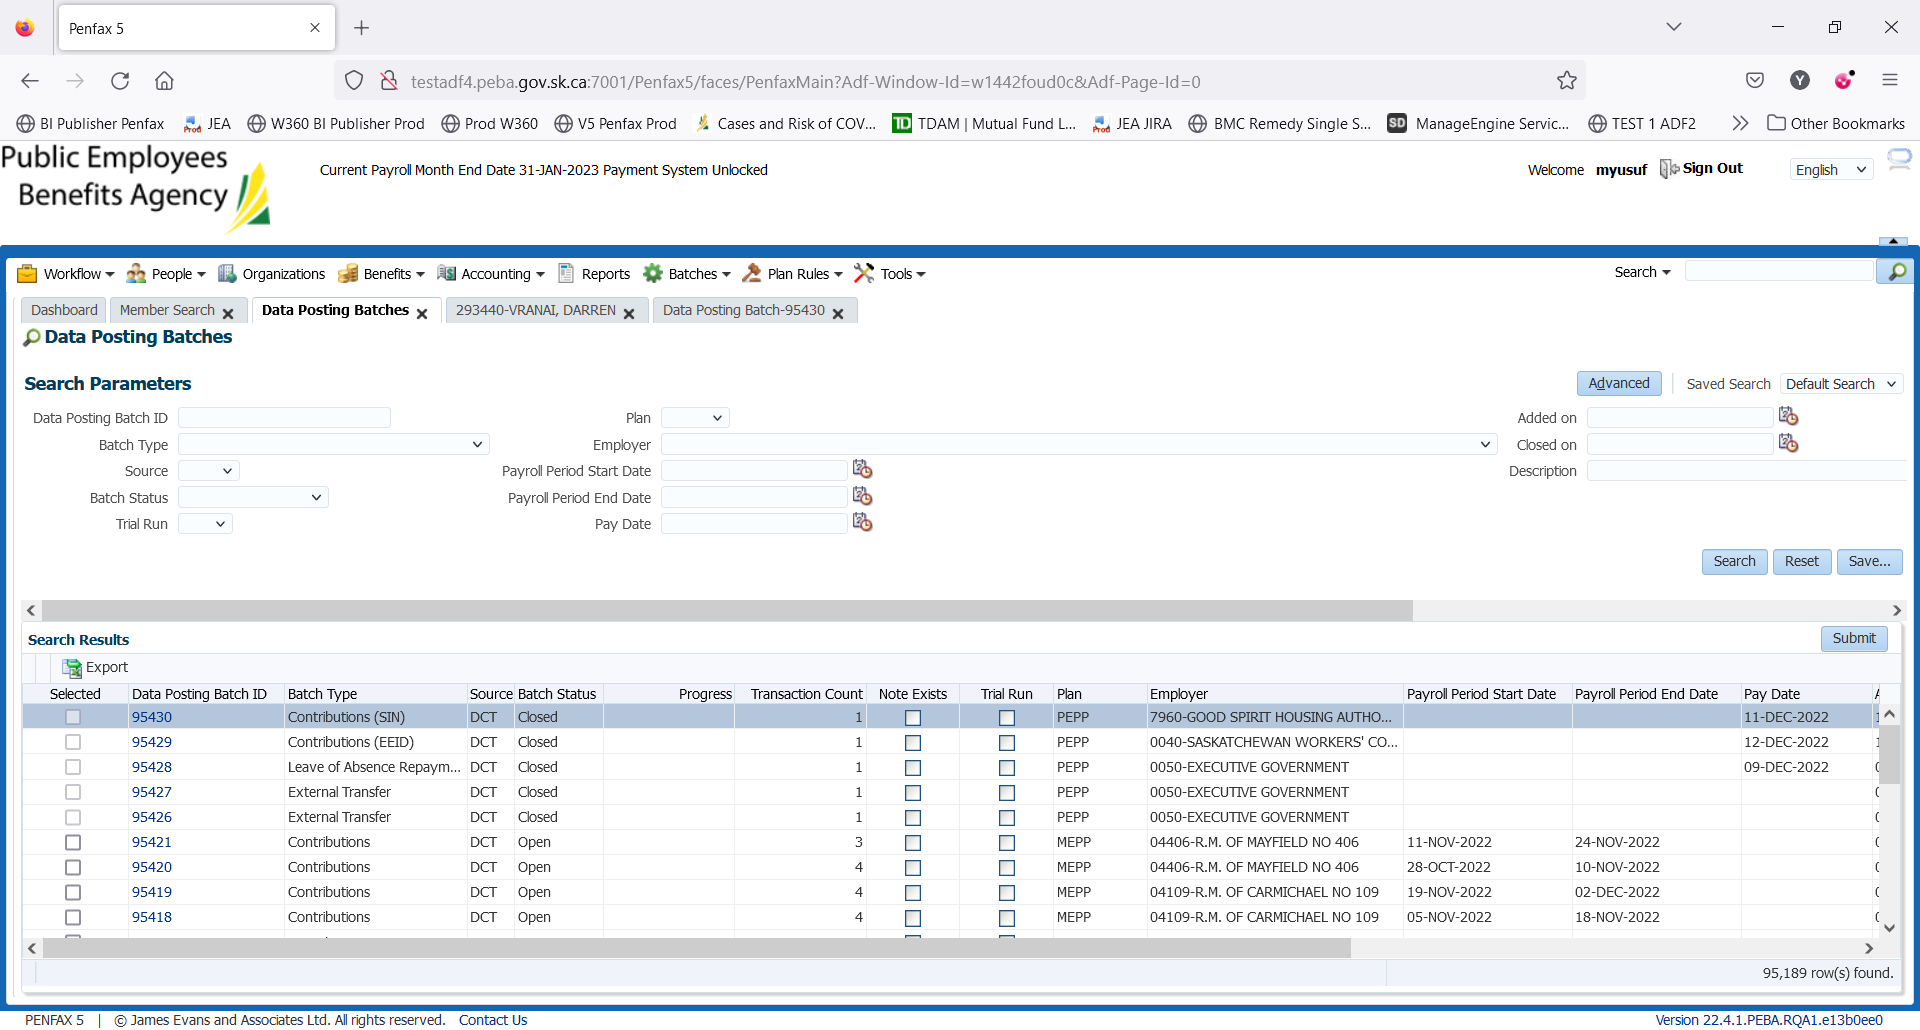 Penfax 5
testadf4.peba.gov.sk.ca:7001/Penfax5/faces/PenfaxMain?Adf-Window-Id=w1442foud0c&Adf-Page-Id=0
Y
BI Publisher Penfax JEA W360 BI Publisher Prod Prod W360 V5 Penfax Prod Cases and Risk of COV... TD TDAM | Mutual Fund L... JEA JIRA BMC Remedy Single S... SD ManageEngine Servic... TEST 1 ADF2 Other Bookmarks
Public Employees
Benefits Agency
Current Payroll Month End Date 31-JAN-2023 Payment System Unlocked
Welcome myusuf Sign Out English
Workflow People Organizations Benefits Accounting Reports Batches Plan Rules Tools Search
Dashboard Member Search Data Posting Batches 293440-VRANAI, DARREN Data Posting Batch-95430
Data Posting Batches
Search Parameters Advanced Saved Search Default Search
Data Posting Batch ID Plan Added on
Batch Type Employer Closed on
Source Payroll Period Start Date Description
Batch Status Payroll Period End Date
Trial Run Pay Date
Search Reset Save...
Search Results Submit
Export
Selected Data Posting Batch ID Batch Type Source Batch Status Progress Transaction Count Note Exists Trial Run Plan Employer Payroll Period Start Date Payroll Period End Date Pay Date
95430 Contributions (SIN) DCT Closed 1 PEPP 7960-GOOD SPIRIT HOUSING AUTHO... 11-DEC-2022
95429 Contributions (EEID) DCT Closed 1 PEPP 0040-SASKATCHEWAN WORKERS' CO... 12-DEC-2022
95428 Leave of Absence Repaym... DCT Closed 1 PEPP 0050-EXECUTIVE GOVERNMENT 09-DEC-2022
95427 External Transfer DCT Closed 1 PEPP 0050-EXECUTIVE GOVERNMENT
95426 External Transfer DCT Closed 1 PEPP 0050-EXECUTIVE GOVERNMENT
95421 Contributions DCT Open 3 MEPP 04406-R.M. OF MAYFIELD NO 406 11-NOV-2022 24-NOV-2022
95420 Contributions DCT Open 4 MEPP 04406-R.M. OF MAYFIELD NO 406 28-OCT-2022 10-NOV-2022
95419 Contributions DCT Open 4 MEPP 04109-R.M. OF CARMICHAEL NO 109 19-NOV-2022 02-DEC-2022
95418 Contributions DCT Open 4 MEPP 04109-R.M. OF CARMICHAEL NO 109 05-NOV-2022 18-NOV-2022
95,189 row(s) found.
PENFAX 5 | © James Evans and Associates Ltd. All rights reserved. Contact Us Version 22.4.1.PEBA.RQA1.e13b0ee0